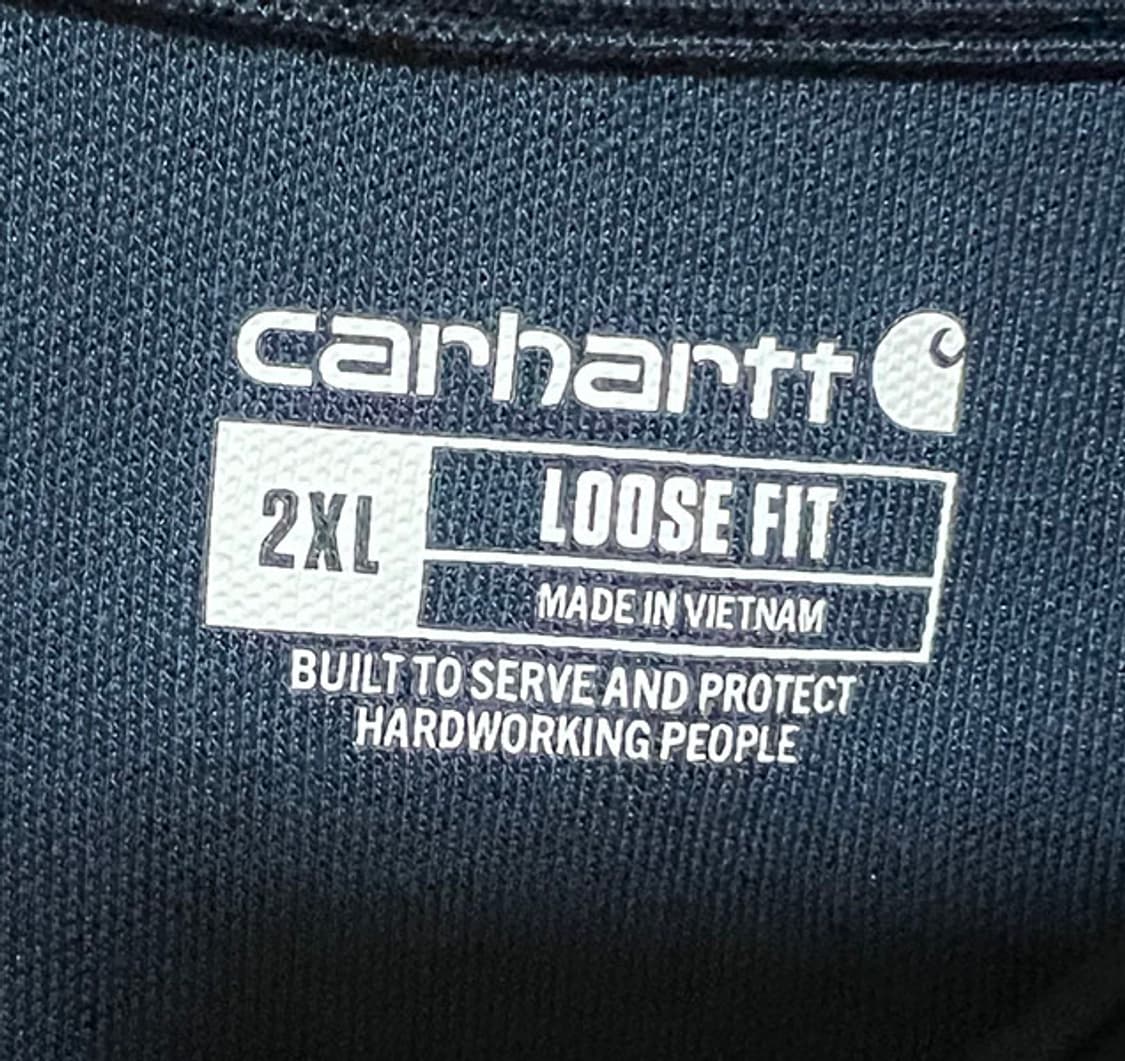 carhartt
2XL
LOOSE FIT
MADE IN VIETNAM
BUILT TO SERVE AND PROTECT
HARDWORKING PEOPLE